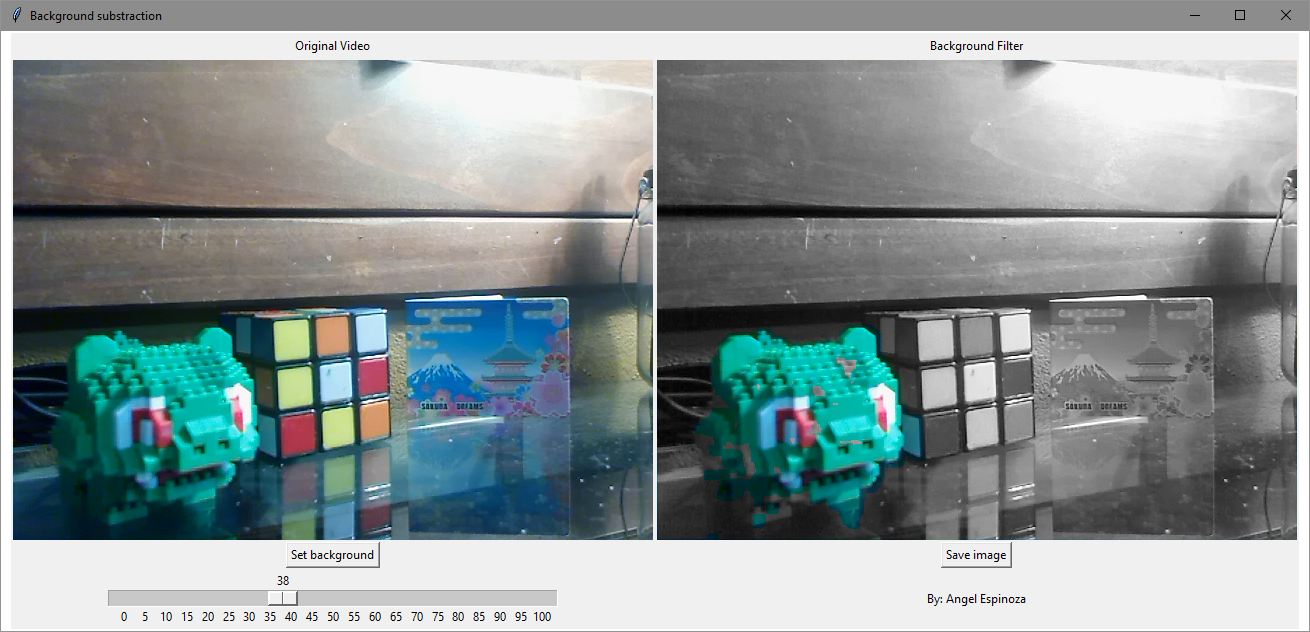 Background substraction
Original Video
Background Filter
SAKURA DREAMS
SAKURA DREAMS
Set background
Save image
38
0 5 10 15 20 25 30 35 40 45 50 55 60 65 70 75 80 85 90 95 100
By: Angel Espinoza